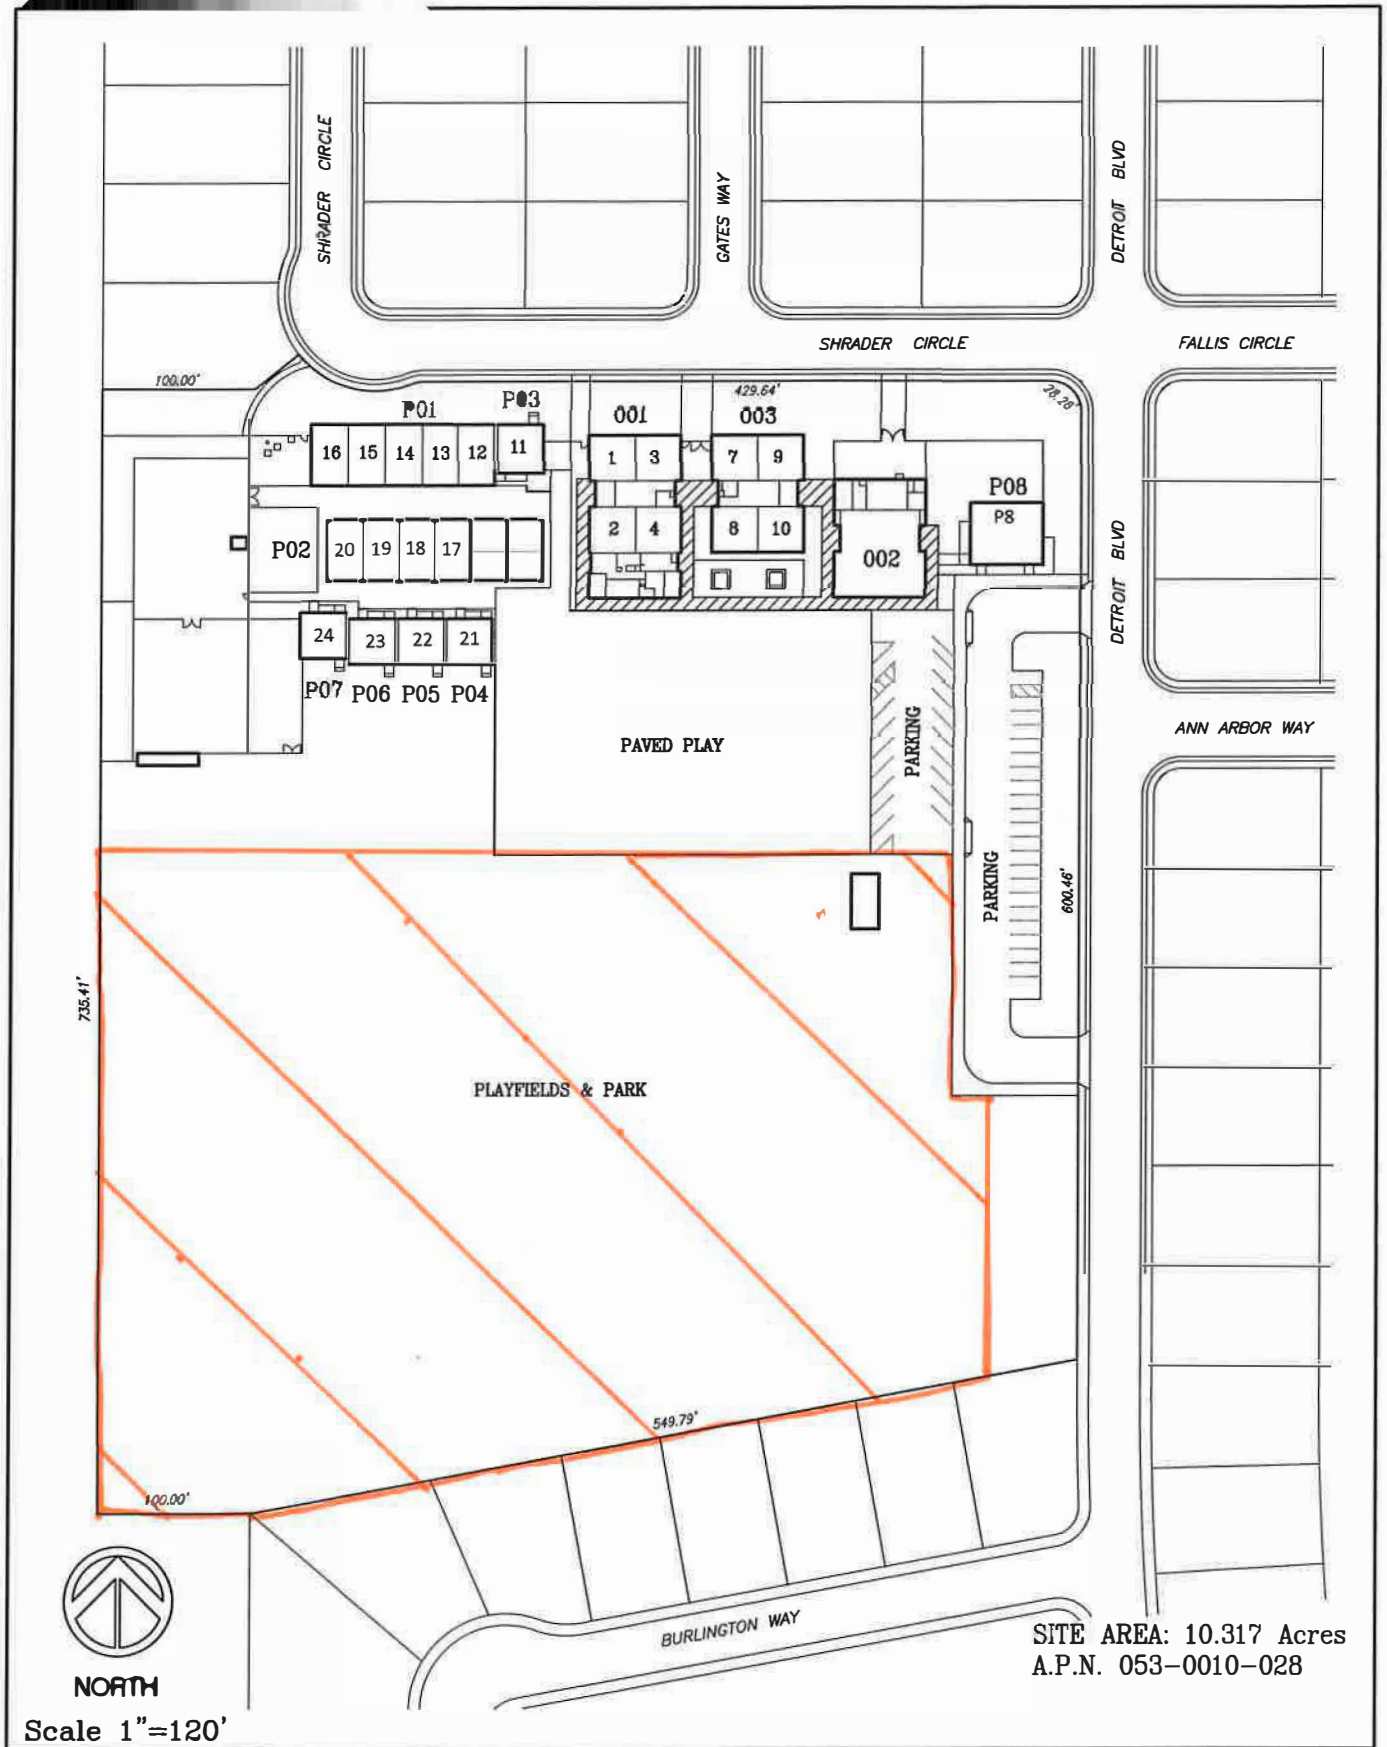 SHRADER CIRCLE
GATES WAY
DETROIT BLVD
SHRADER CIRCLE
FALLIS CIRCLE
100.00'
429.64'
28.28'
P01
P03
001
003
16 15 14 13 12 11
1 3
7 9
P08
P8
P02
20 19 18 17
2 4
8 10
002
DETROIT BLVD
24 23 22 21
P07 P06 P05 P04
PAVED PLAY
PARKING
ANN ARBOR WAY
PARKING
600.46'
735.41'
PLAYFIELDS & PARK
549.79'
100.00'
BURLINGTON WAY
NORTH
SITE AREA: 10.317 Acres
A.P.N. 053-0010-028
Scale 1"=120'